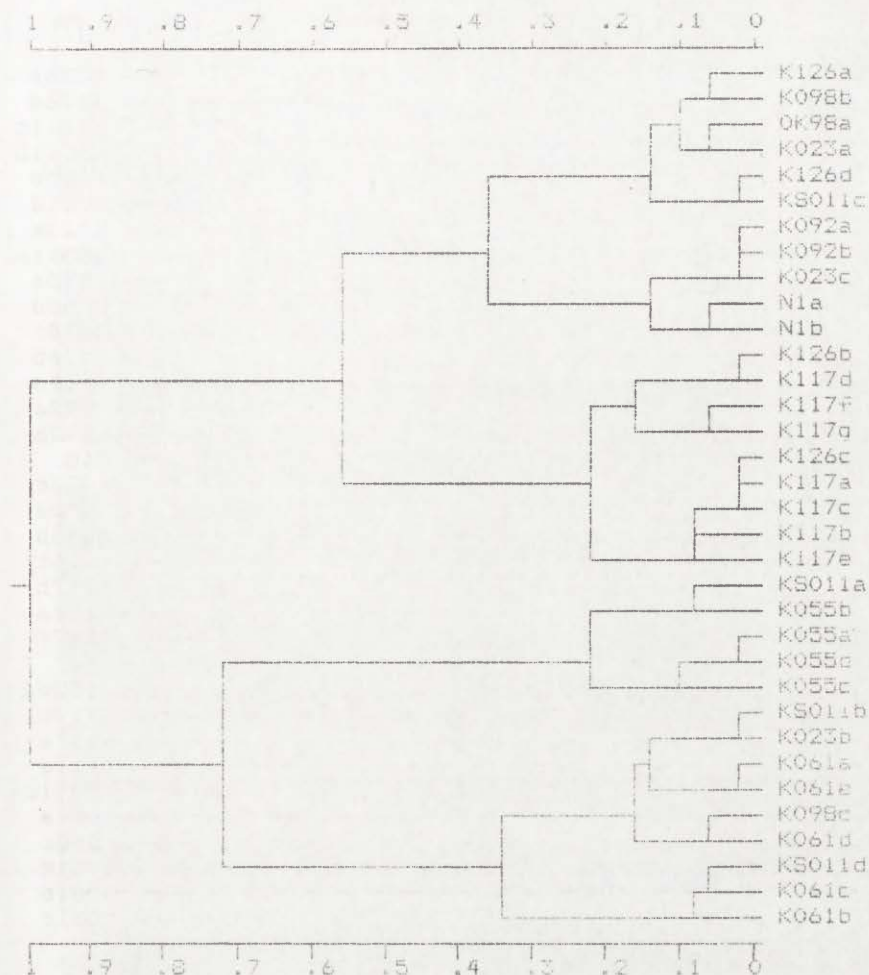 1 .9 .8 .7 .6 .5 .4 .3 .2 .1 0
K126a
K098b
OK98a
K023a
K126d
KS011c
K092a
K092b
K023c
N1a
N1b
K126b
K117d
K117f
K117g
K126c
K117a
K117c
K117b
K117e
KS011a
K055b
K055a
K055c
KS011b
K023b
K061a
K061e
K098c
K061d
KS011d
K061c
K061b
1 .9 .8 .7 .6 .5 .4 .3 .2 .1 0